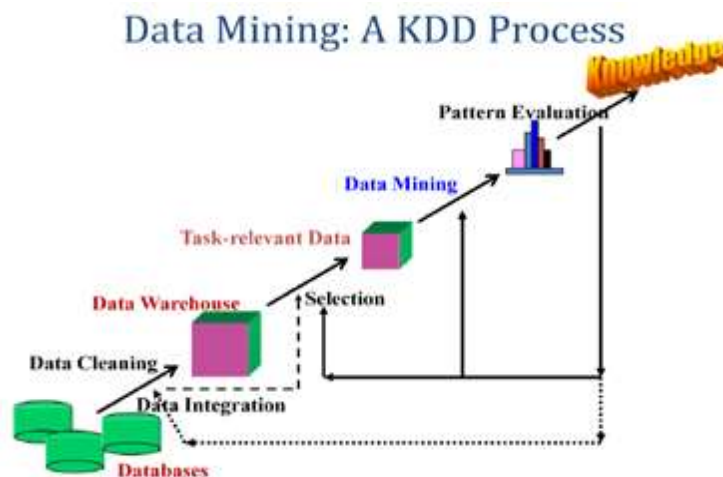 Data Mining: A KDD Process
Knowledge
Pattern Evaluation
Data Mining
Task-relevant Data
Data Warehouse
Selection
Data Cleaning
Data Integration
Databases